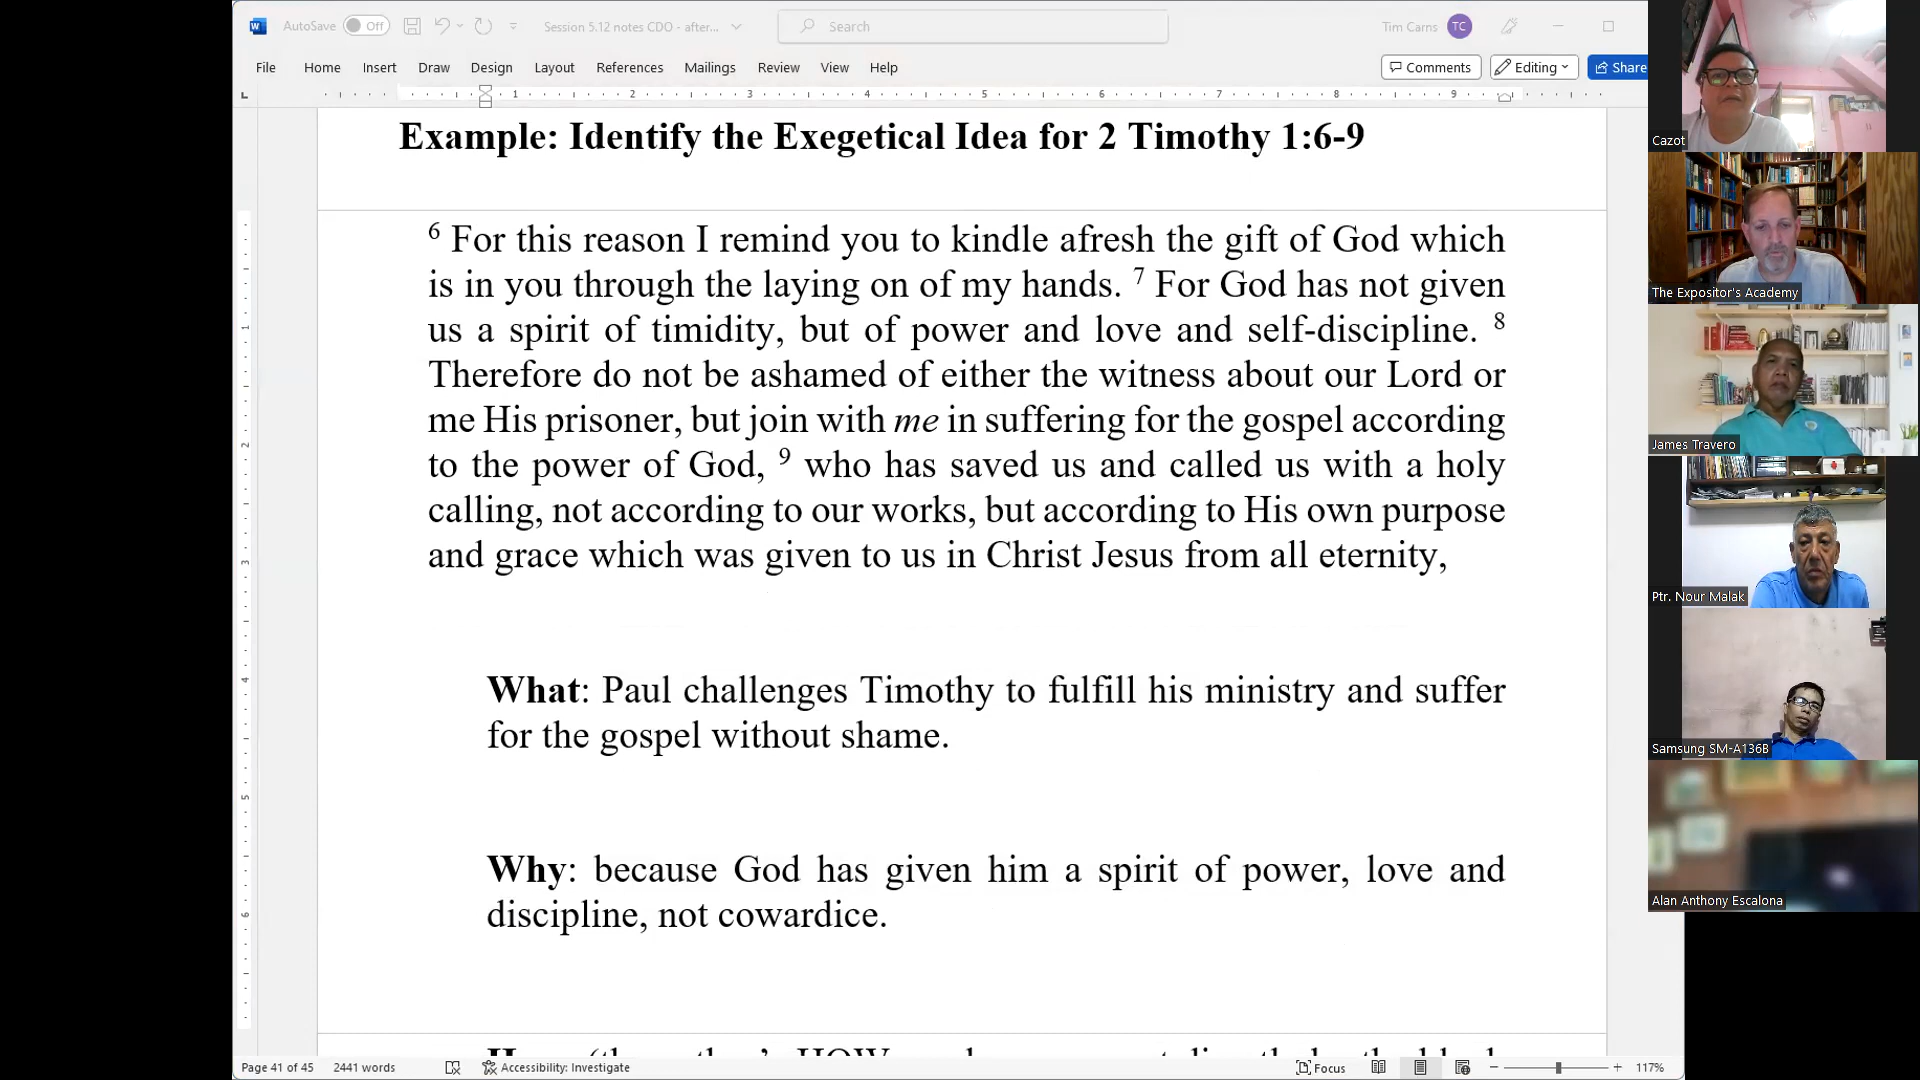 AutoSave Off Session 5.12 notes CDO - after... Search Tim Carns TC
File Home Insert Draw Design Layout References Mailings Review View Help Comments Editing Share
1 2 3 4 5 6 7 8 9
Example: Identify the Exegetical Idea for 2 Timothy 1:6-9
6 For this reason I remind you to kindle afresh the gift of God which
is in you through the laying on of my hands. 7 For God has not given
us a spirit of timidity, but of power and love and self-discipline. 8
Therefore do not be ashamed of either the witness about our Lord or
me His prisoner, but join with me in suffering for the gospel according
to the power of God, 9 who has saved us and called us with a holy
calling, not according to our works, but according to His own purpose
and grace which was given to us in Christ Jesus from all eternity,
What: Paul challenges Timothy to fulfill his ministry and suffer
for the gospel without shame.
Why: because God has given him a spirit of power, love and
discipline, not cowardice.
Page 41 of 45 2441 words Accessibility: Investigate Focus 117%
Cazot
The Expositor's Academy
James Travero
Ptr. Nour Malak
Samsung SM-A136B
Alan Anthony Escalona